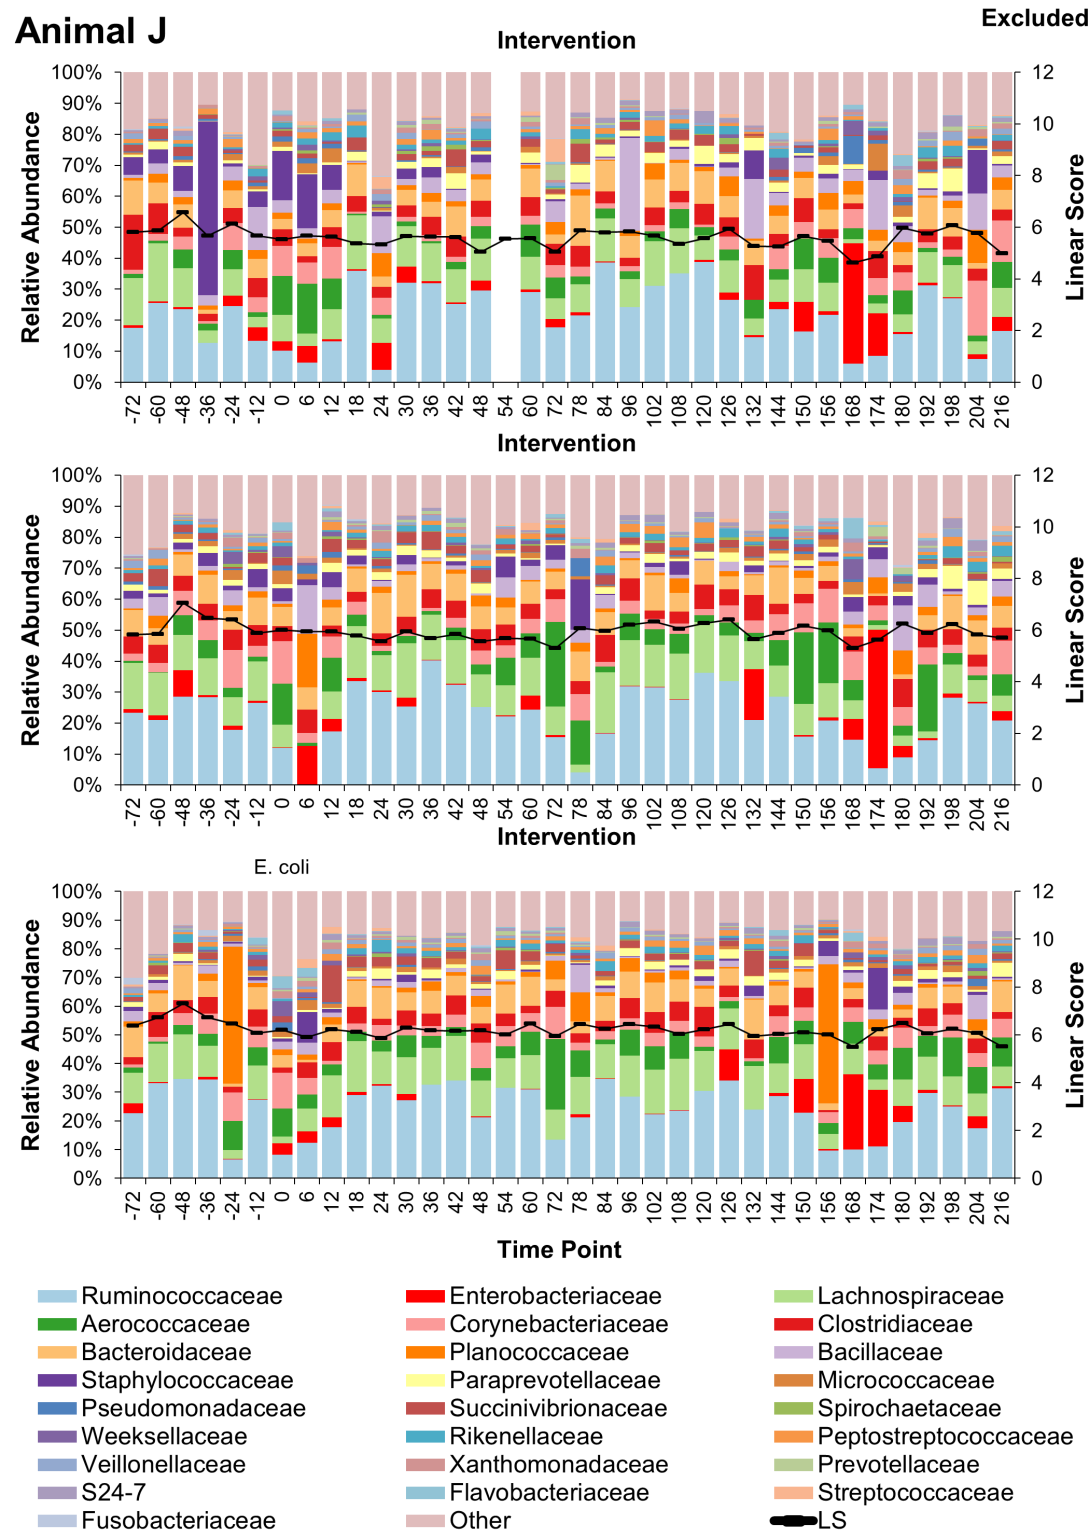 Animal J
Excluded
Intervention
100%
90%
80%
70%
60%
50%
40%
30%
20%
10%
0%
Relative Abundance
12
10
8
6
4
2
0
Linear Score
-72 -60 -48 -36 -24 -12 0 6 12 18 24 30 36 42 48 54 60 72 78 84 96 102 108 120 126 132 144 150 156 168 174 180 192 198 204 216
Intervention
100%
90%
80%
70%
60%
50%
40%
30%
20%
10%
0%
Relative Abundance
12
10
8
6
4
2
0
Linear Score
-72 -60 -48 -36 -24 -12 0 6 12 18 24 30 36 42 48 54 60 72 78 84 96 102 108 120 126 132 144 150 156 168 174 180 192 198 204 216
Intervention
E. coli
100%
90%
80%
70%
60%
50%
40%
30%
20%
10%
0%
Relative Abundance
12
10
8
6
4
2
0
Linear Score
-72 -60 -48 -36 -24 -12 0 6 12 18 24 30 36 42 48 54 60 72 78 84 96 102 108 120 126 132 144 150 156 168 174 180 192 198 204 216
Time Point
Ruminococcaceae Enterobacteriaceae Lachnospiraceae
Aerococcaceae Corynebacteriaceae Clostridiaceae
Bacteroidaceae Planococcaceae Bacillaceae
Staphylococcaceae Paraprevotellaceae Micrococcaceae
Pseudomonadaceae Succinivibrionaceae Spirochaetaceae
Weeksellaceae Rikenellaceae Peptostreptococcaceae
Veillonellaceae Xanthomonadaceae Prevotellaceae
S24-7 Flavobacteriaceae Streptococcaceae
Fusobacteriaceae Other LS